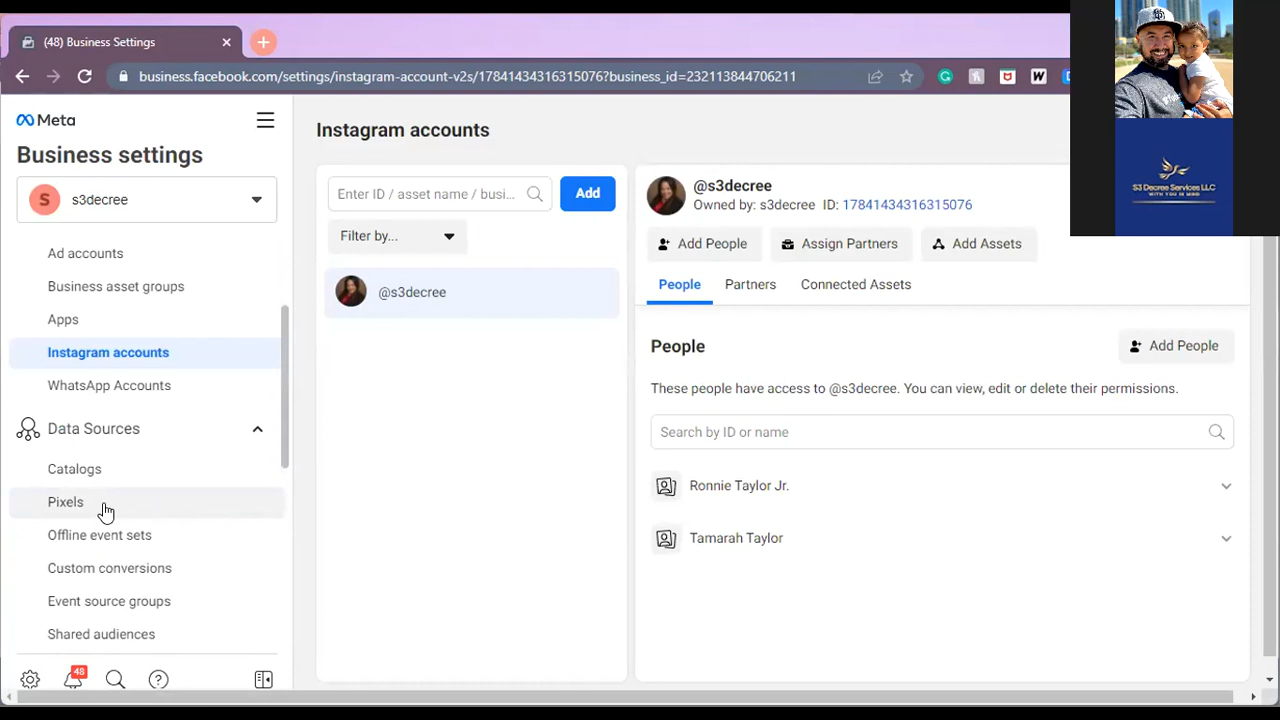 (48) Business Settings
business.facebook.com/settings/instagram-account-v2s/17841434316315076?business_id=232113844706211
Meta
Business settings
S
s3decree
Ad accounts
Business asset groups
Apps
Instagram accounts
WhatsApp Accounts
Data Sources
Catalogs
Pixels
Offline event sets
Custom conversions
Event source groups
Shared audiences
48
Instagram accounts
Enter ID / asset name / busi...
Add
Filter by...
@s3decree
@s3decree
Owned by: s3decree ID: 17841434316315076
Add People
Assign Partners
Add Assets
People
Partners
Connected Assets
People
Add People
These people have access to @s3decree. You can view, edit or delete their permissions.
Search by ID or name
Ronnie Taylor Jr.
Tamarah Taylor
S3 Decree Services LLC
WITH YOU IN MIND